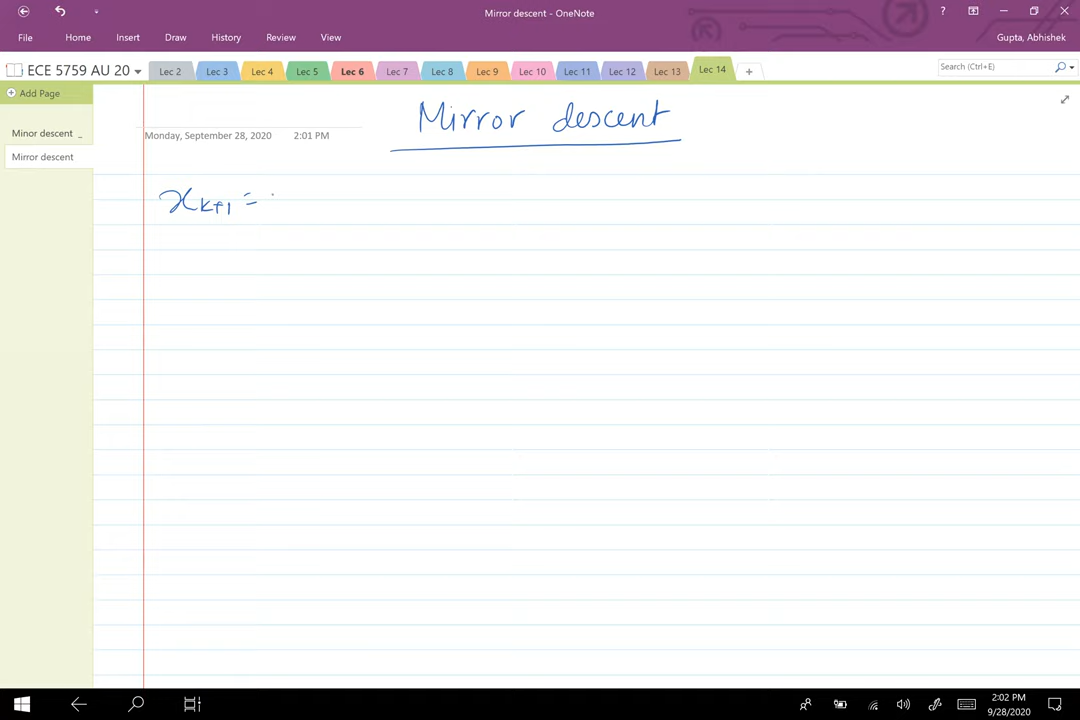 Mirror descent - OneNote
?
File Home Insert Draw History Review View
Gupta, Abhishek
ECE 5759 AU 20 Lec 2 Lec 3 Lec 4 Lec 5 Lec 6 Lec 7 Lec 8 Lec 9 Lec 10 Lec 11 Lec 12 Lec 13 Lec 14 +
Search (Ctrl+E)
Add Page
Mirror descent
Minor descent
Monday, September 28, 2020 2:01 PM
Mirror descent
x_{k+1} =
2:02 PM
9/28/2020